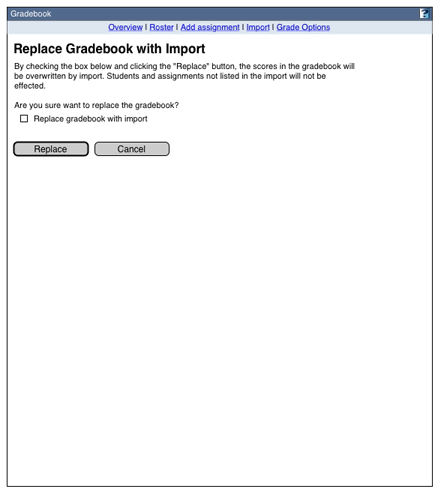 Gradebook
Overview | Roster | Add assignment | Import | Grade Options
Replace Gradebook with Import
By checking the box below and clicking the "Replace" button, the scores in the gradebook will
be overwritten by import. Students and assignments not listed in the import will not be
effected.
Are you sure want to replace the gradebook?
Replace gradebook with import
Replace
Cancel